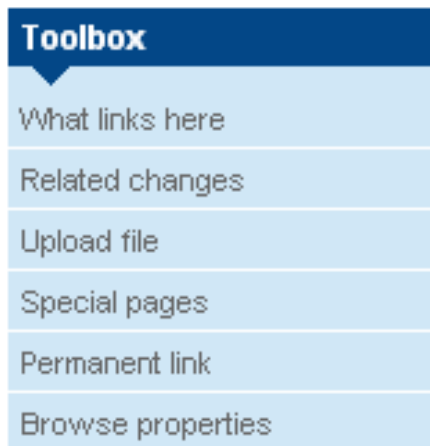 Toolbox
What links here
Related changes
Upload file
Special pages
Permanent link
Browse properties